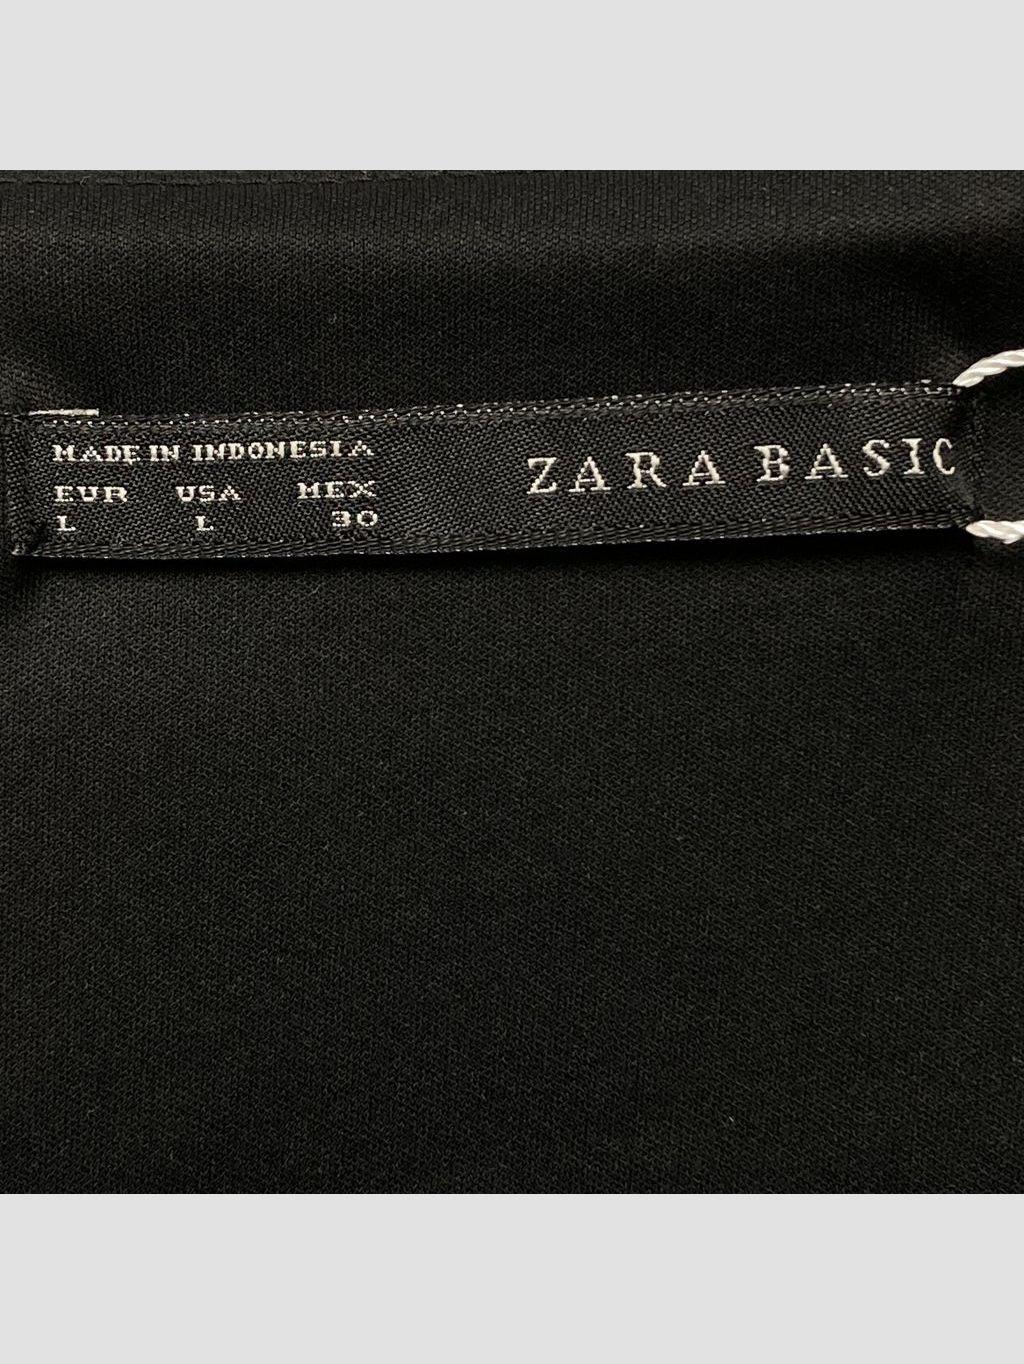 MADE IN INDONESIA
EUR USA MEX
L L 30
ZARA BASIC